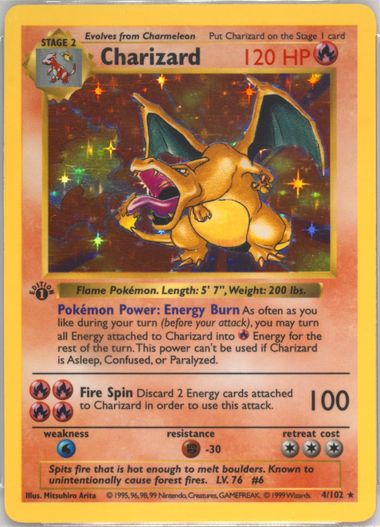 STAGE 2
Evolves from Charmeleon
Put Charizard on the Stage 1 card
Charizard
120 HP
Flame Pokémon. Length: 5' 7", Weight: 200 lbs.
EDITION
1
Pokémon Power: Energy Burn As often as you
like during your turn (before your attack), you may turn
all Energy attached to Charizard into Energy for
the rest of the turn. This power can't be used if Charizard
is Asleep, Confused, or Paralyzed.
Fire Spin Discard 2 Energy cards attached
to Charizard in order to use this attack.
100
weakness
resistance
retreat cost
-30
Spits fire that is hot enough to melt boulders. Known to
unintentionally cause forest fires. LV. 76 #6
Illus. Mitsuhiro Arita
© 1995, 96, 98, 99 Nintendo, Creatures, GAMEFREAK. © 1999 Wizards.
4/102 ★